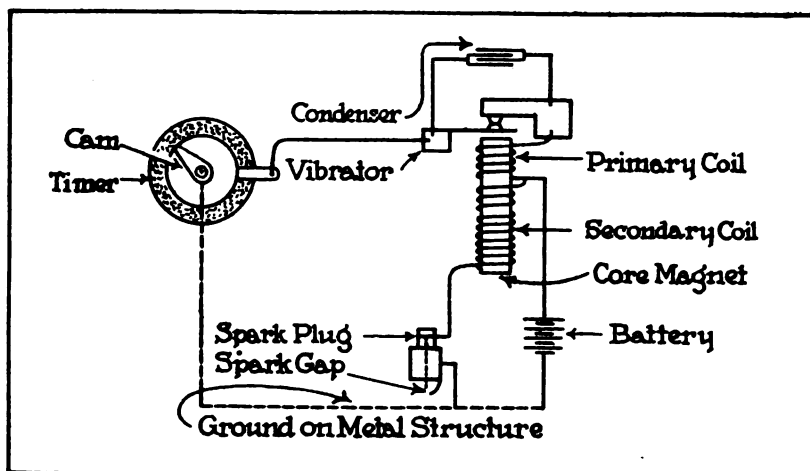 Condenser
Cam
Timer
Vibrator
Primary Coil
Secondary Coil
Core Magnet
Spark Plug
Battery
Spark Gap
Ground on Metal Structure